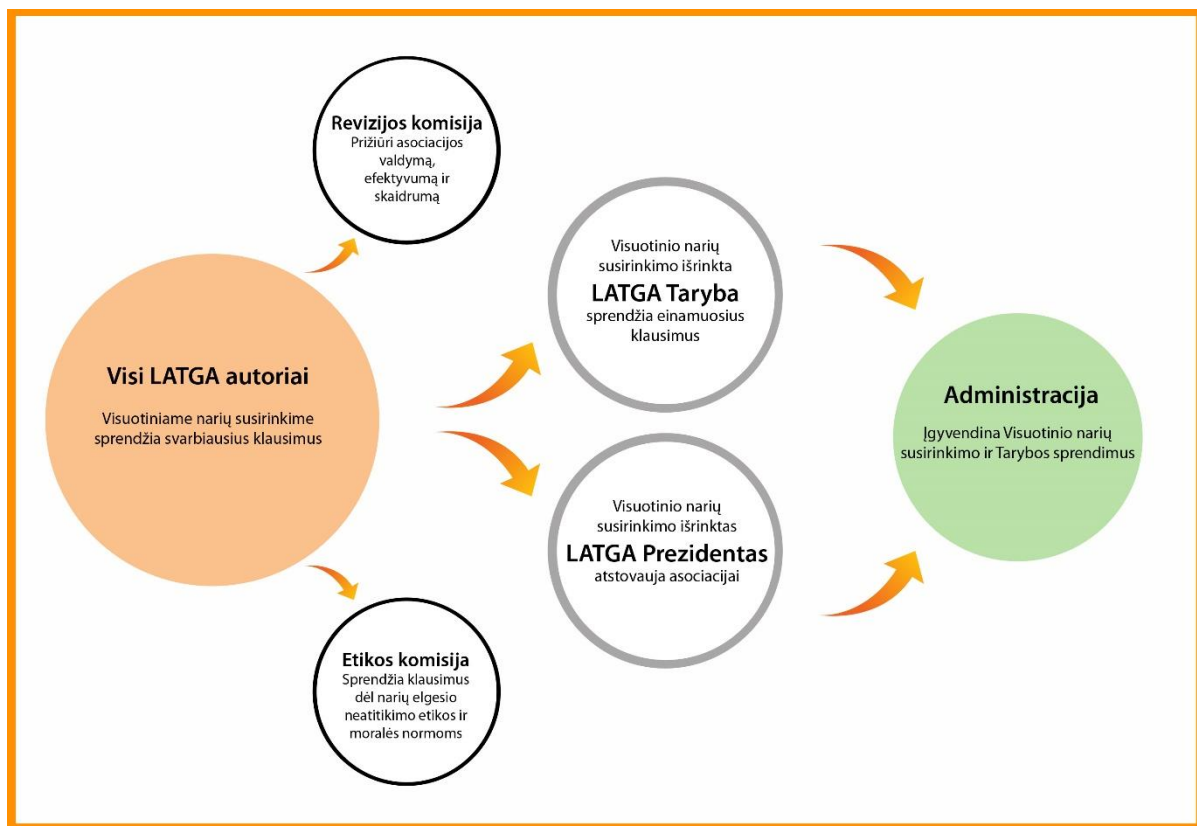 Revizijos komisija
Prižiūri asociacijos
valdymą,
efektyvumą ir
skaidrumą
Visi LATGA autoriai
Visuotiniame narių susirinkime
sprendžia svarbiausius klausimus
Visuotinio narių
susirinkimo išrinkta
LATGA Taryba
sprendžia einamuosius
klausimus
Visuotinio narių
susirinkimo išrinktas
LATGA Prezidentas
atstovauja asociacijai
Administracija
Įgyvendina Visuotinio narių
susirinkimo ir Tarybos sprendimus
Etikos komisija
Sprendžia klausimus
dėl narių elgesio
neatitikimo etikos ir
moralės normoms